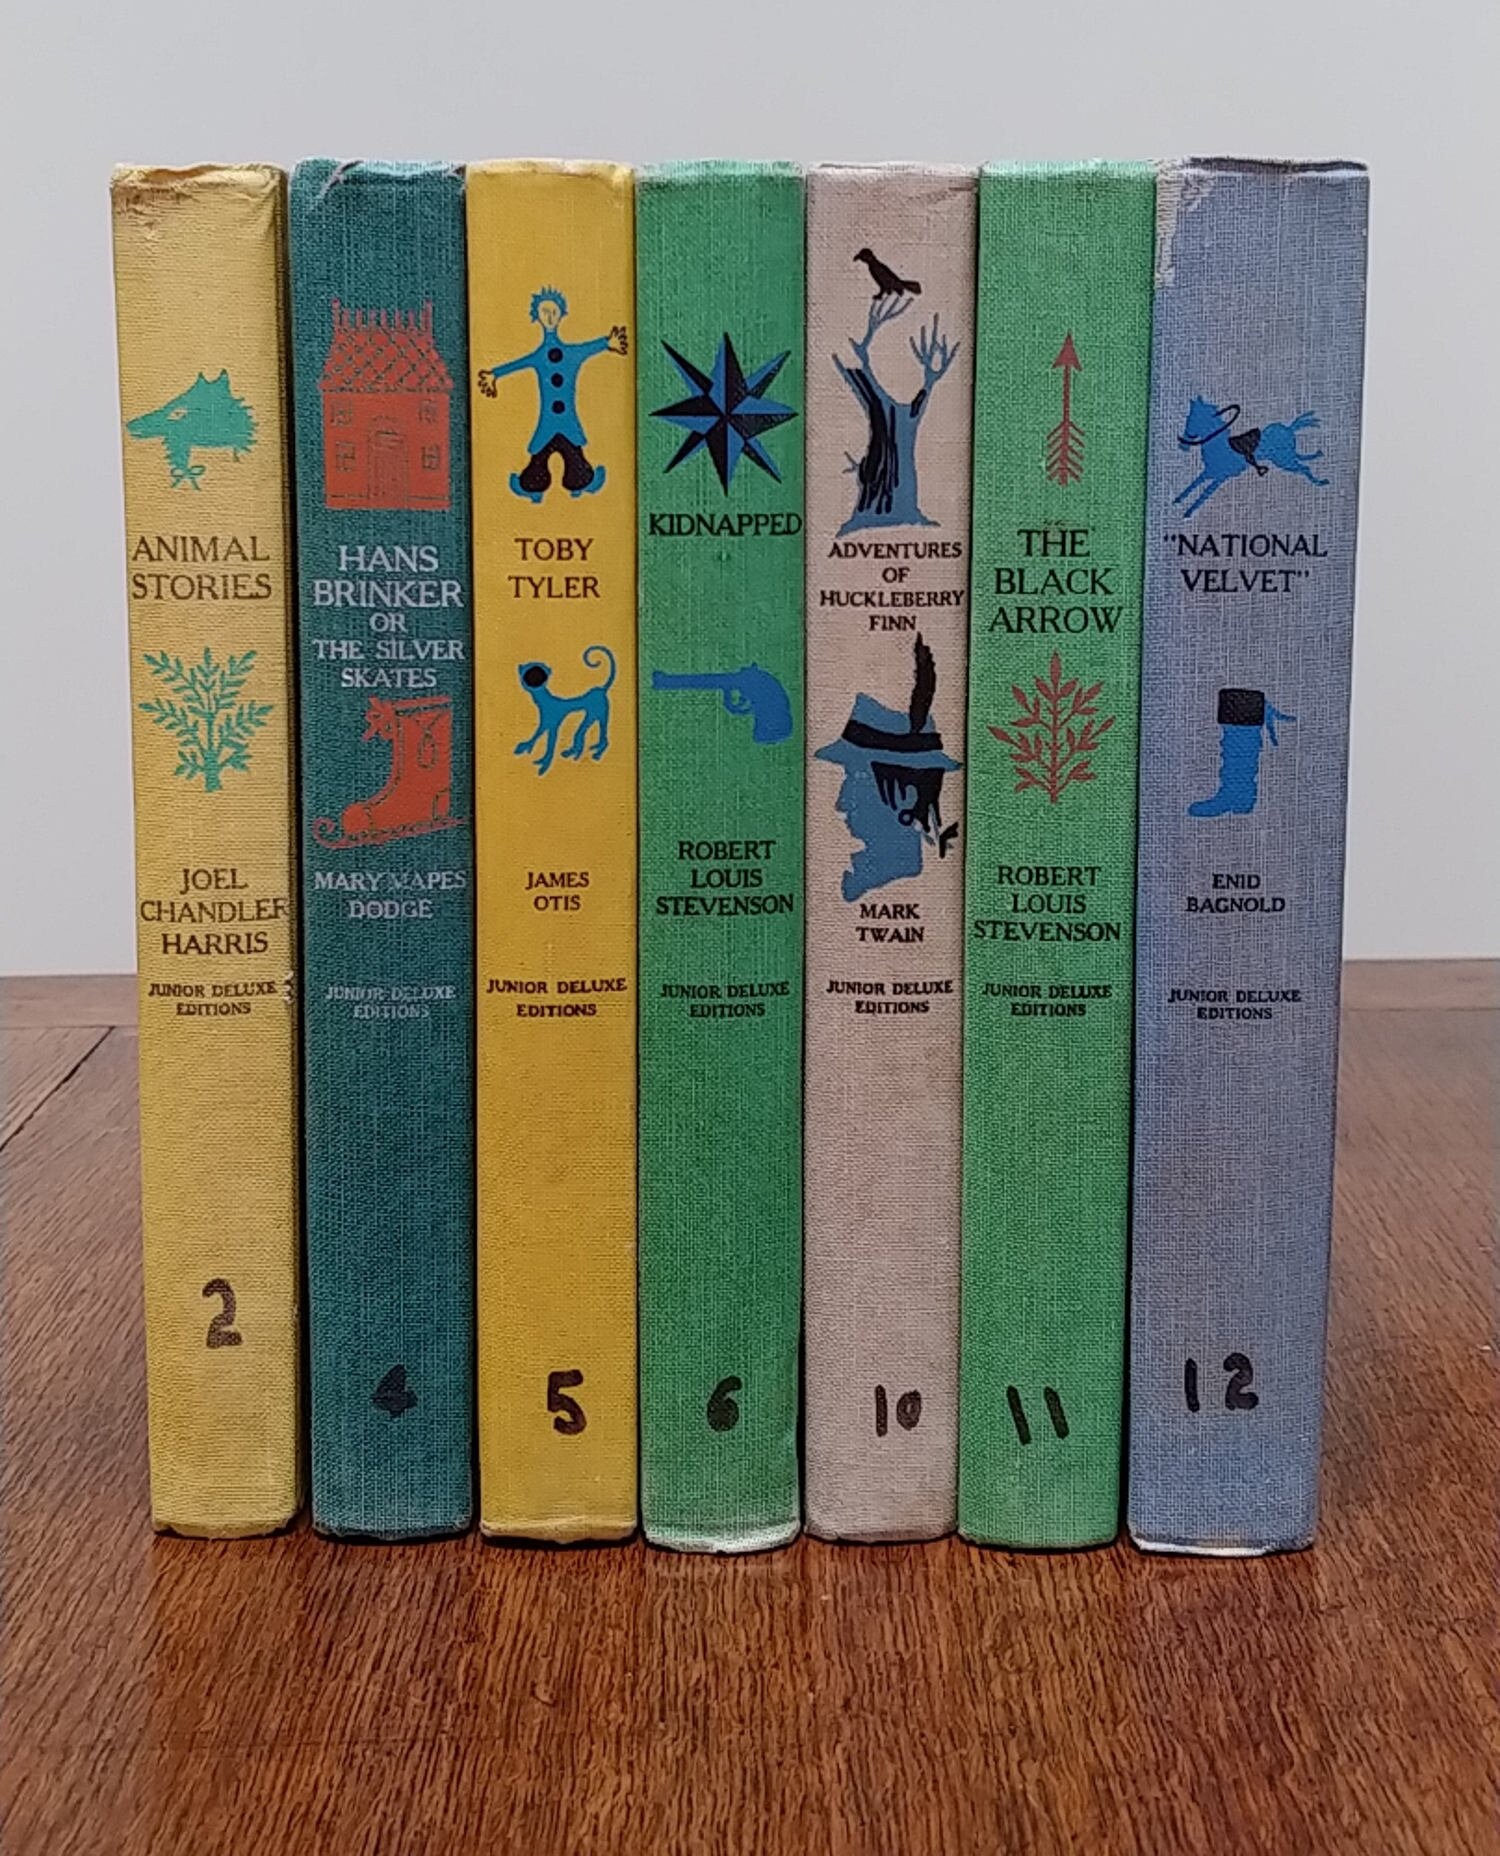 ANIMAL
STORIES
JOEL
CHANDLER
HARRIS
JUNIOR DELUXE
EDITIONS
2
HANS
BRINKER
OR
THE SILVER
SKATES
MARY MAPES
DODGE
JUNIOR DELUXE
EDITIONS
4
TOBY
TYLER
JAMES
OTIS
JUNIOR DELUXE
EDITIONS
5
KIDNAPPED
ROBERT
LOUIS
STEVENSON
JUNIOR DELUXE
EDITIONS
6
ADVENTURES
OF
HUCKLEBERRY
FINN
MARK
TWAIN
JUNIOR DELUXE
EDITIONS
10
THE
BLACK
ARROW
ROBERT
LOUIS
STEVENSON
JUNIOR DELUXE
EDITIONS
11
"NATIONAL
VELVET"
ENID
BAGNOLD
JUNIOR DELUXE
EDITIONS
12